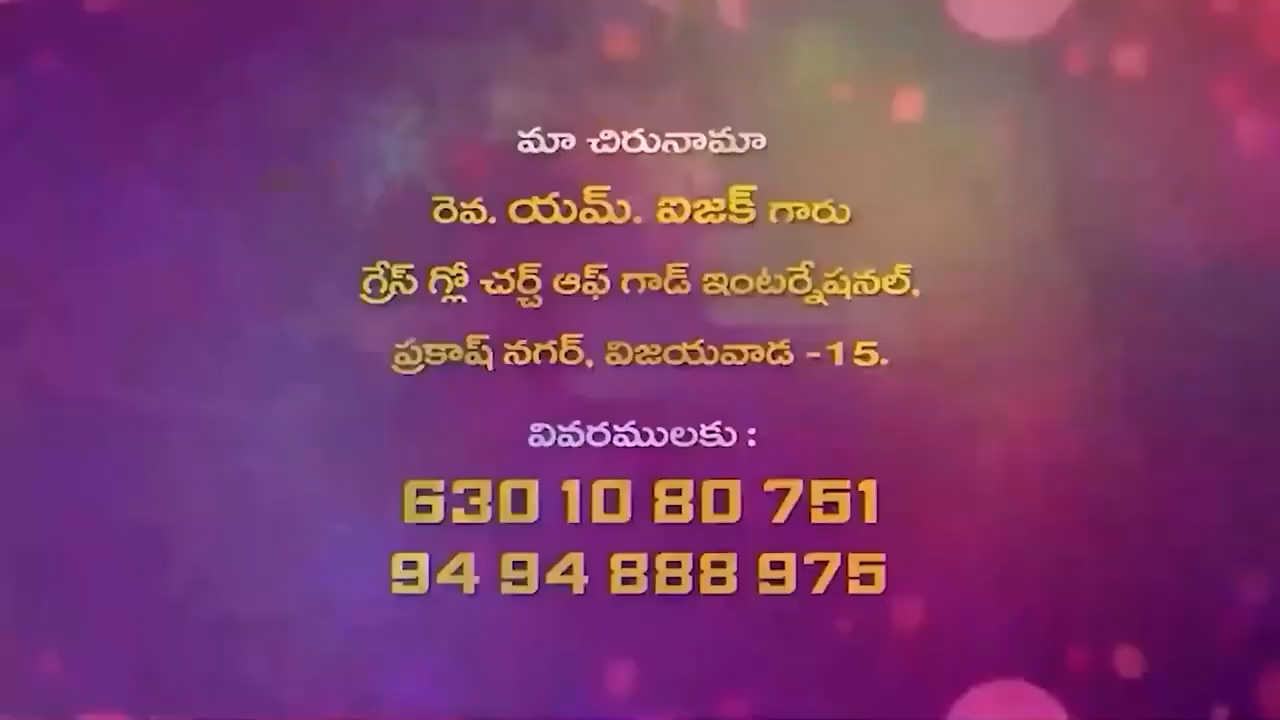 మా చిరునామా
రెవ. యమ్. ఐజక్ గారు
గ్రేస్ గ్లో చర్చ్ ఆఫ్ గాడ్ ఇంటర్నేషనల్,
ప్రకాష్ నగర్, విజయవాడ -15.
వివరములకు :
630 10 80 751
94 94 888 975